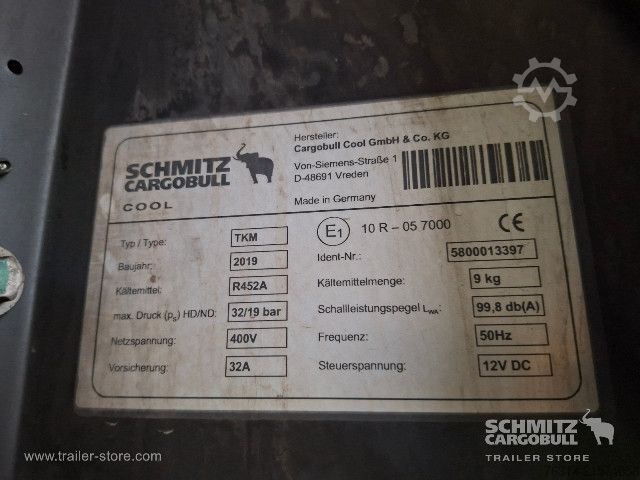 SCHMITZ
CARGOBULL
COOL
Hersteller:
Cargobull Cool GmbH & Co. KG
Von-Siemens-Straße 1
D-48691 Vreden
Made in Germany
E1 10 R - 05 7000 CE
Typ / Type: TKM
Ident-Nr.: 5800013397
Baujahr: 2019
Kältemittelmenge: 9 kg
Kältemittel: R452A
Schallleistungspegel LWA: 99,8 db(A)
max. Druck (ps) HD/ND: 32/19 bar
Frequenz: 50Hz
Netzspannung: 400V
Steuerspannung: 12V DC
Vorsicherung: 32A
www.trailer-store.com
SCHMITZ
CARGOBULL
TRAILER STORE